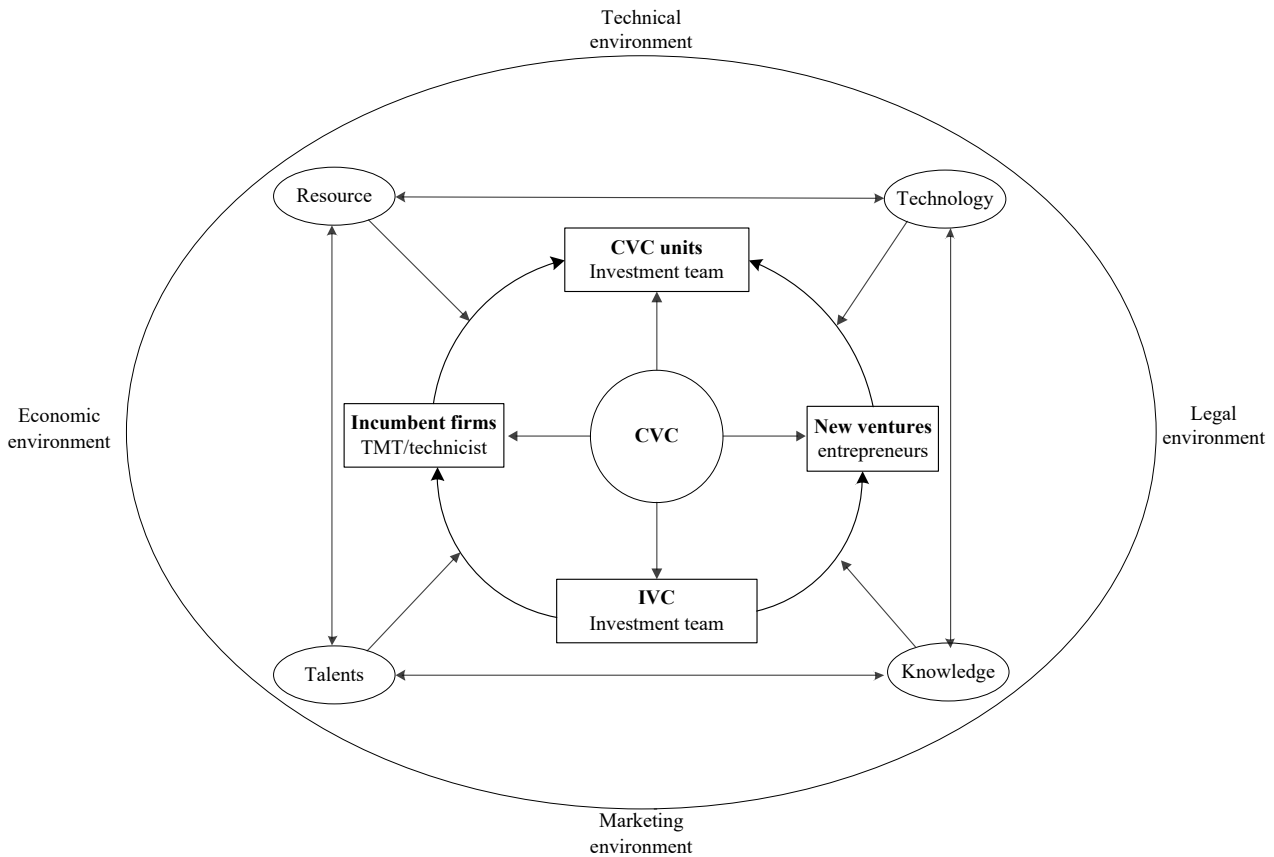 Technical
environment
Resource
Technology
CVC units
Investment team
Economic
environment
Incumbent firms
TMT/technicist
CVC
New ventures
entrepreneurs
Legal
environment
IVC
Investment team
Talents
Knowledge
Marketing
environment